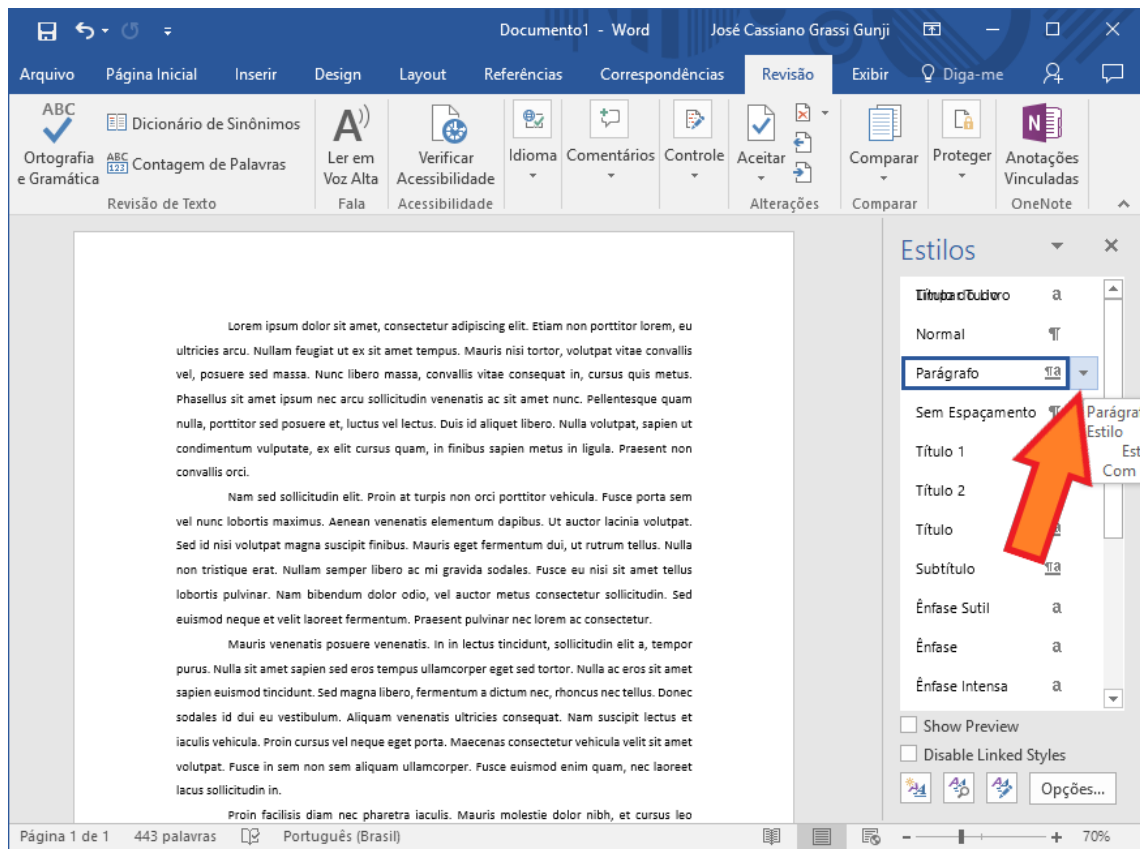 Documento1 - Word José Cassiano Grassi Gunji
Arquivo Página Inicial Inserir Design Layout Referências Correspondências Revisão Exibir Diga-me
ABC
Ortografia
e Gramática
Dicionário de Sinônimos
ABC
123 Contagem de Palavras
Revisão de Texto
A
Ler em
Voz Alta
Fala
Verificar
Acessibilidade
Acessibilidade
Idioma
Comentários
Controle
Aceitar
Alterações
Comparar
Comparar
Proteger
N
Anotações
Vinculadas
OneNote
Lorem ipsum dolor sit amet, consectetur adipiscing elit. Etiam non porttitor lorem, eu
ultricies arcu. Nullam feugiat ut ex sit amet tempus. Mauris nisi tortor, volutpat vitae convallis
vel, posuere sed massa. Nunc libero massa, convallis vitae consequat in, cursus quis metus.
Phasellus sit amet ipsum nec arcu sollicitudin venenatis ac sit amet nunc. Pellentesque quam
nulla, porttitor sed posuere et, luctus vel lectus. Duis id aliquet libero. Nulla volutpat, sapien ut
condimentum vulputate, ex elit cursus quam, in finibus sapien metus in ligula. Praesent non
convallis orci.
Nam sed sollicitudin elit. Proin at turpis non orci porttitor vehicula. Fusce porta sem
vel nunc lobortis maximus. Aenean venenatis elementum dapibus. Ut auctor lacinia volutpat.
Sed id nisi volutpat magna suscipit finibus. Mauris eget fermentum dui, ut rutrum tellus. Nulla
non tristique erat. Nullam semper libero ac mi gravida sodales. Fusce eu nisi sit amet tellus
lobortis pulvinar. Nam bibendum dolor odio, vel auctor metus consectetur sollicitudin. Sed
euismod neque et velit laoreet fermentum. Praesent pulvinar nec lorem ac consectetur.
Mauris venenatis posuere venenatis. In in lectus tincidunt, sollicitudin elit a, tempor
purus. Nulla sit amet sapien sed eros tempus ullamcorper eget sed tortor. Nulla ac eros sit amet
sapien euismod tincidunt. Sed magna libero, fermentum a dictum nec, rhoncus nec tellus. Donec
sodales id dui eu vestibulum. Aliquam venenatis ultricies consequat. Nam suscipit lectus et
iaculis vehicula. Proin cursus vel neque eget porta. Maecenas consectetur vehicula velit sit amet
volutpat. Fusce in sem non sem aliquam ullamcorper. Fusce euismod enim quam, nec laoreet
lacus sollicitudin in.
Proin facilisis diam nec pharetra iaculis. Mauris molestie dolor nibh, et cursus leo
Estilos
a
Normal ¶
Parágrafo ¶a
Sem Espaçamento ¶
Título 1
Título 2
Título a
Subtítulo ¶a
Ênfase Sutil a
Ênfase a
Ênfase Intensa a
Estilo
Com
Show Preview
Disable Linked Styles
Opções...
Página 1 de 1 443 palavras Português (Brasil) 70%